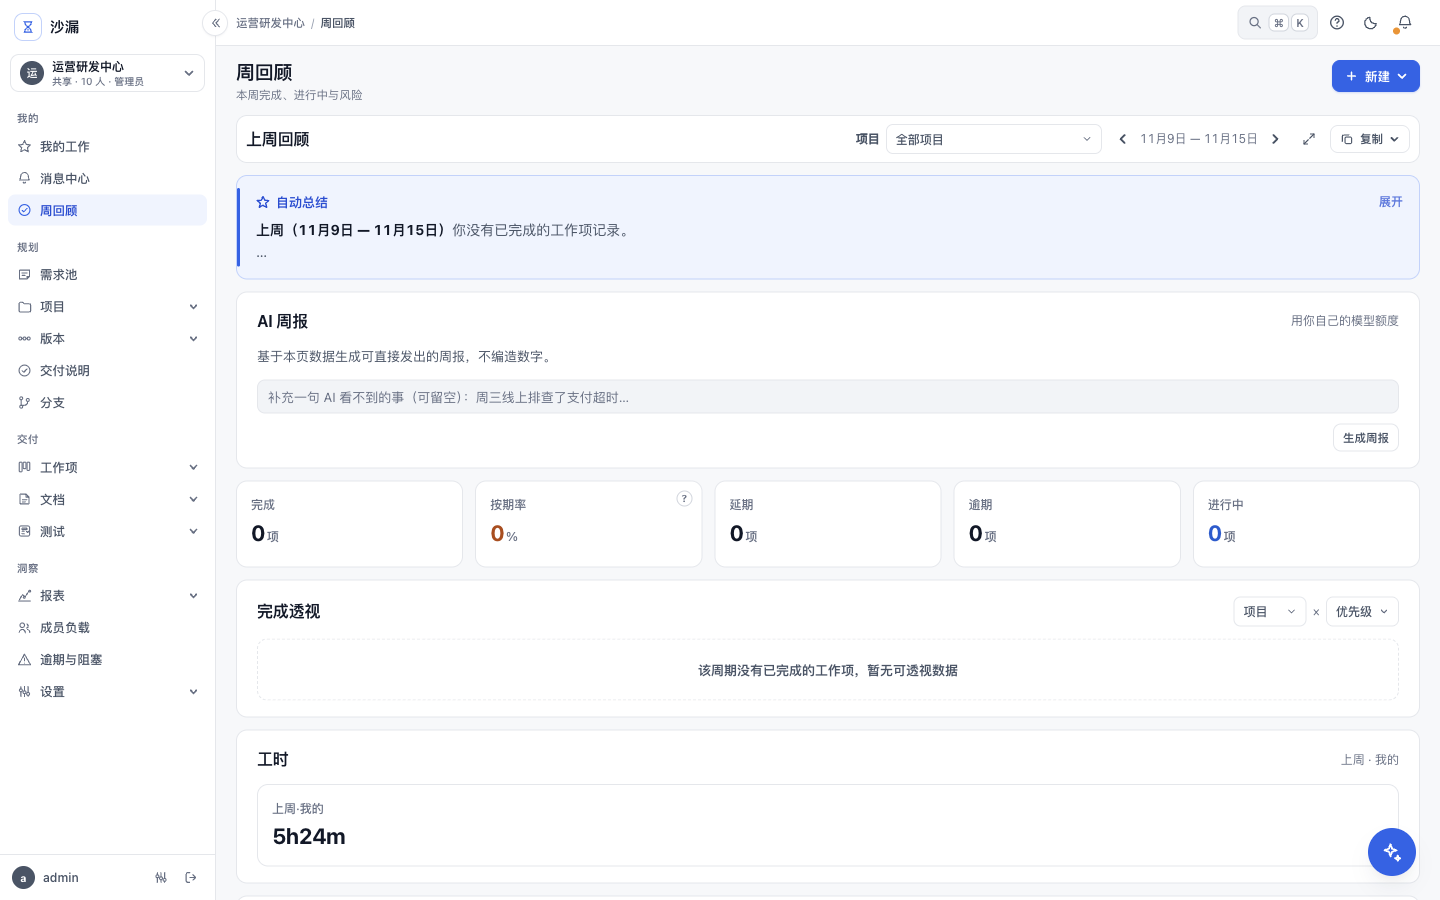 沙漏
运
运营研发中心
共享 · 10 人 · 管理员
我的
我的工作
消息中心
周回顾
规划
需求池
项目
版本
交付说明
分支
交付
工作项
文档
测试
洞察
报表
成员负载
逾期与阻塞
设置
a admin
运营研发中心 / 周回顾
⌘ K
周回顾
本周完成、进行中与风险
新建
上周回顾
项目 全部项目
11月9日 — 11月15日
复制
自动总结
展开
上周（11月9日 — 11月15日）你没有已完成的工作项记录。
...
AI 周报
用你自己的模型额度
基于本页数据生成可直接发出的周报，不编造数字。
补充一句 AI 看不到的事（可留空）：周三线上排查了支付超时...
生成周报
完成
0项
按期率
?
0%
延期
0项
逾期
0项
进行中
0项
完成透视
项目 × 优先级
该周期没有已完成的工作项，暂无可透视数据
工时
上周 · 我的
上周·我的
5h24m